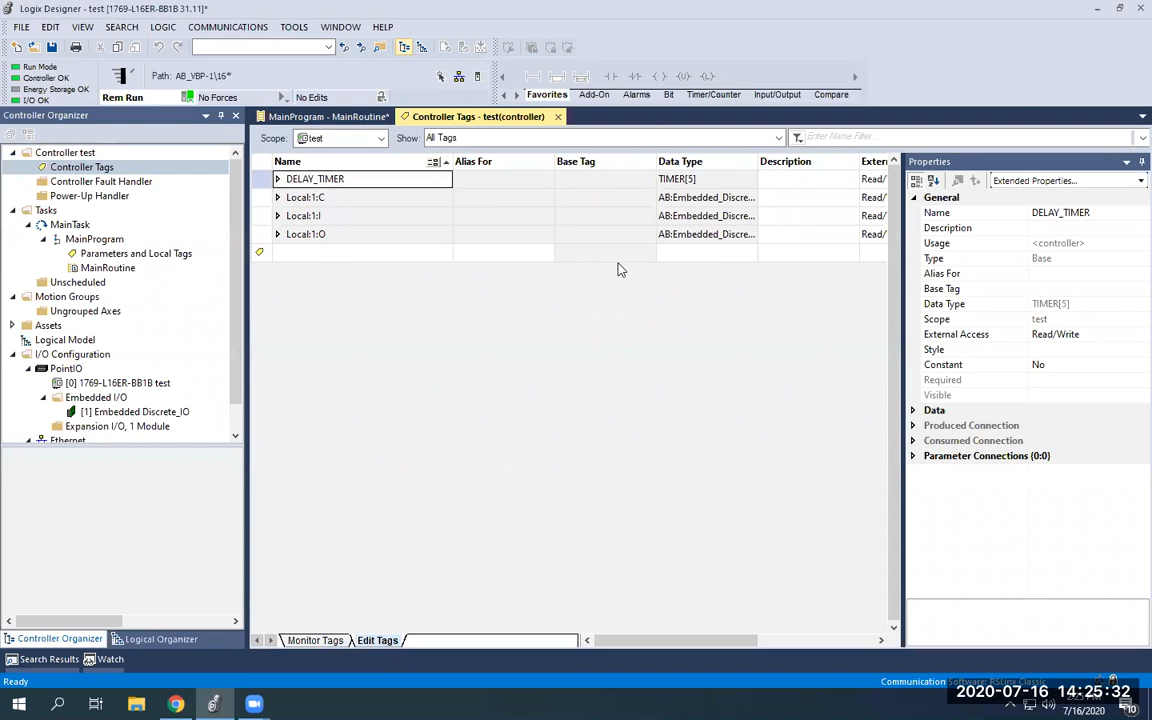 Logix Designer - test [1769-L16ER-BB1B 31.11]*
FILE EDIT VIEW SEARCH LOGIC COMMUNICATIONS TOOLS WINDOW HELP
Run Mode
Controller OK
Energy Storage OK
I/O OK
Path: AB_VBP-1\16*
Rem Run No Forces No Edits
Favorites Add-On Alarms Bit Timer/Counter Input/Output Compare
Controller Organizer
MainProgram - MainRoutine*
Controller Tags - test(controller)
Scope: test Show: All Tags Enter Name Filter...
Name Alias For Base Tag Data Type Description Exter
DELAY_TIMER TIMER[5] Read/
Local:1:C AB:Embedded_Discre... Read/
Local:1:I AB:Embedded_Discre... Read/
Local:1:O AB:Embedded_Discre... Read/
Controller test
Controller Tags
Controller Fault Handler
Power-Up Handler
Tasks
MainTask
MainProgram
Parameters and Local Tags
MainRoutine
Unscheduled
Motion Groups
Ungrouped Axes
Assets
Logical Model
I/O Configuration
PointIO
[0] 1769-L16ER-BB1B test
Embedded I/O
[1] Embedded Discrete_IO
Expansion I/O, 1 Module
Ethernet
Controller Organizer Logical Organizer
Monitor Tags Edit Tags
Properties
Extended Properties...
General
Name DELAY_TIMER
Description
Usage <controller>
Type Base
Alias For
Base Tag
Data Type TIMER[5]
Scope test
External Access Read/Write
Style
Constant No
Required
Visible
Data
Produced Connection
Consumed Connection
Parameter Connections {0:0}
Search Results Watch
Ready
Communication Software: RSLinx Classic
2020-07-16 14:25:32
7/16/2020
10